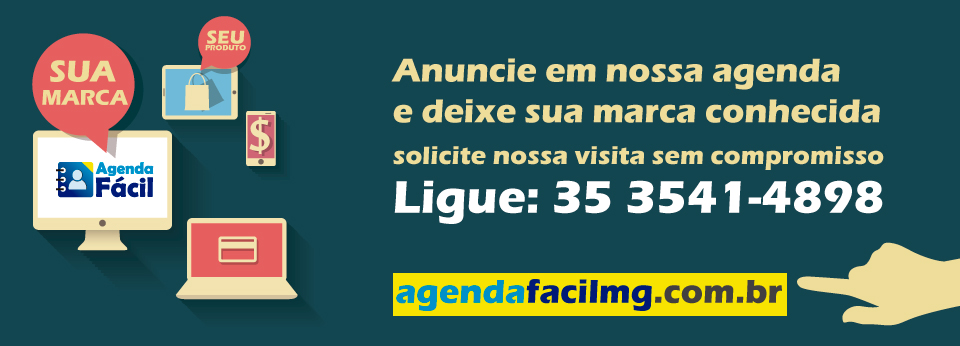 SUA
MARCA
SEU
PRODUTO
$
Agenda
Fácil
Anuncie em nossa agenda
e deixe sua marca conhecida
solicite nossa visita sem compromisso
Ligue: 35 3541-4898
agendafacilmg.com.br